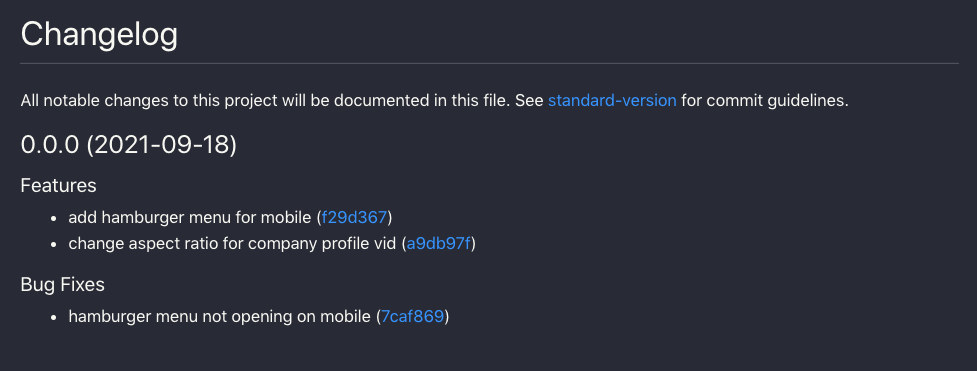 Changelog
All notable changes to this project will be documented in this file. See standard-version for commit guidelines.
0.0.0 (2021-09-18)
Features
• add hamburger menu for mobile (f29d367)
• change aspect ratio for company profile vid (a9db97f)
Bug Fixes
• hamburger menu not opening on mobile (7caf869)